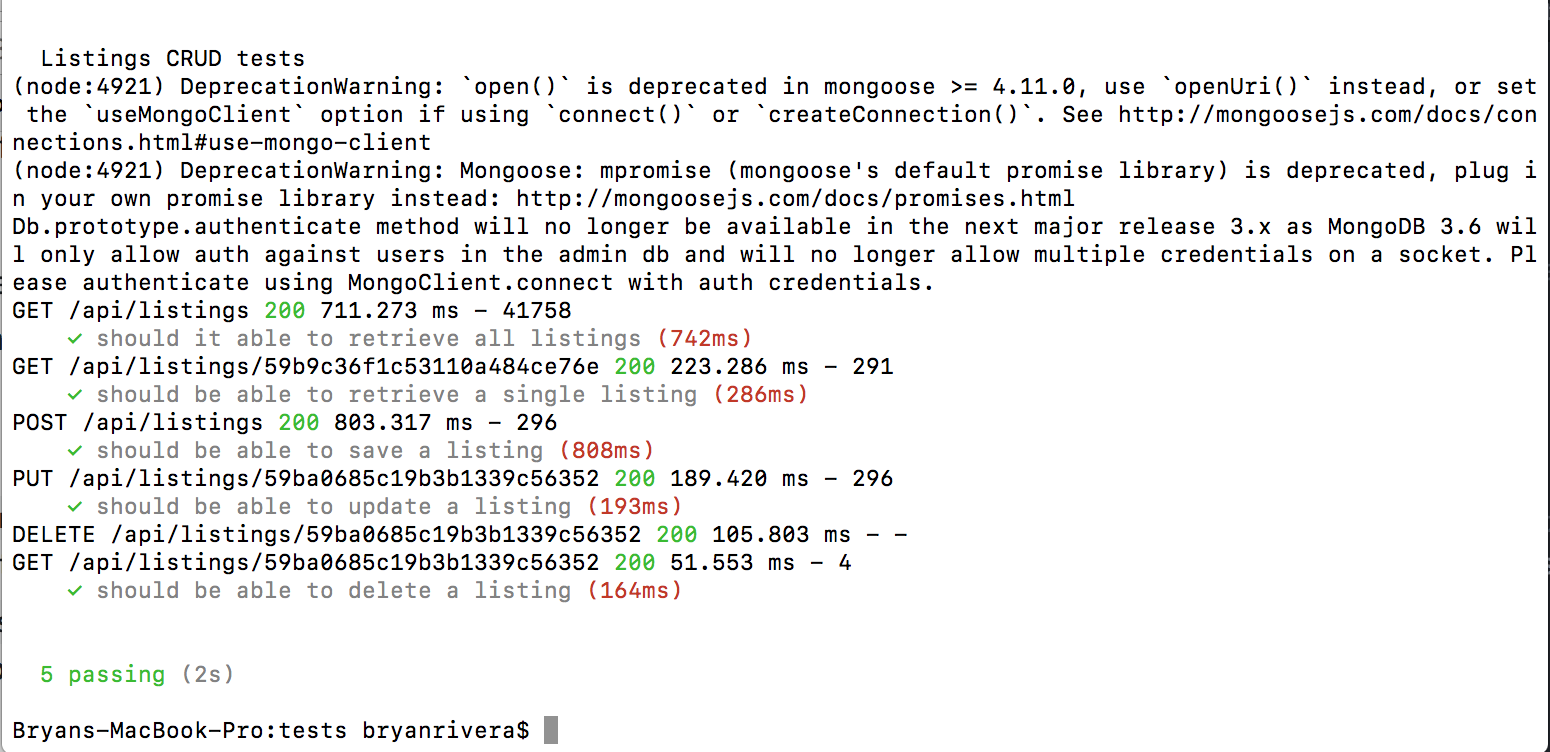 Listings CRUD tests
(node:4921) DeprecationWarning: `open()` is deprecated in mongoose >= 4.11.0, use `openUri()` instead, or set
the `useMongoClient` option if using `connect()` or `createConnection()`. See http://mongoosejs.com/docs/con
nections.html#use-mongo-client
(node:4921) DeprecationWarning: Mongoose: mpromise (mongoose's default promise library) is deprecated, plug i
n your own promise library instead: http://mongoosejs.com/docs/promises.html
Db.prototype.authenticate method will no longer be available in the next major release 3.x as MongoDB 3.6 wil
l only allow auth against users in the admin db and will no longer allow multiple credentials on a socket. Pl
ease authenticate using MongoClient.connect with auth credentials.
GET /api/listings 200 711.273 ms - 41758
✓ should it able to retrieve all listings (742ms)
GET /api/listings/59b9c36f1c53110a484ce76e 200 223.286 ms - 291
✓ should be able to retrieve a single listing (286ms)
POST /api/listings 200 803.317 ms - 296
✓ should be able to save a listing (808ms)
PUT /api/listings/59ba0685c19b3b1339c56352 200 189.420 ms - 296
✓ should be able to update a listing (193ms)
DELETE /api/listings/59ba0685c19b3b1339c56352 200 105.803 ms - -
GET /api/listings/59ba0685c19b3b1339c56352 200 51.553 ms - 4
✓ should be able to delete a listing (164ms)
5 passing (2s)
Bryans-MacBook-Pro:tests bryanrivera$